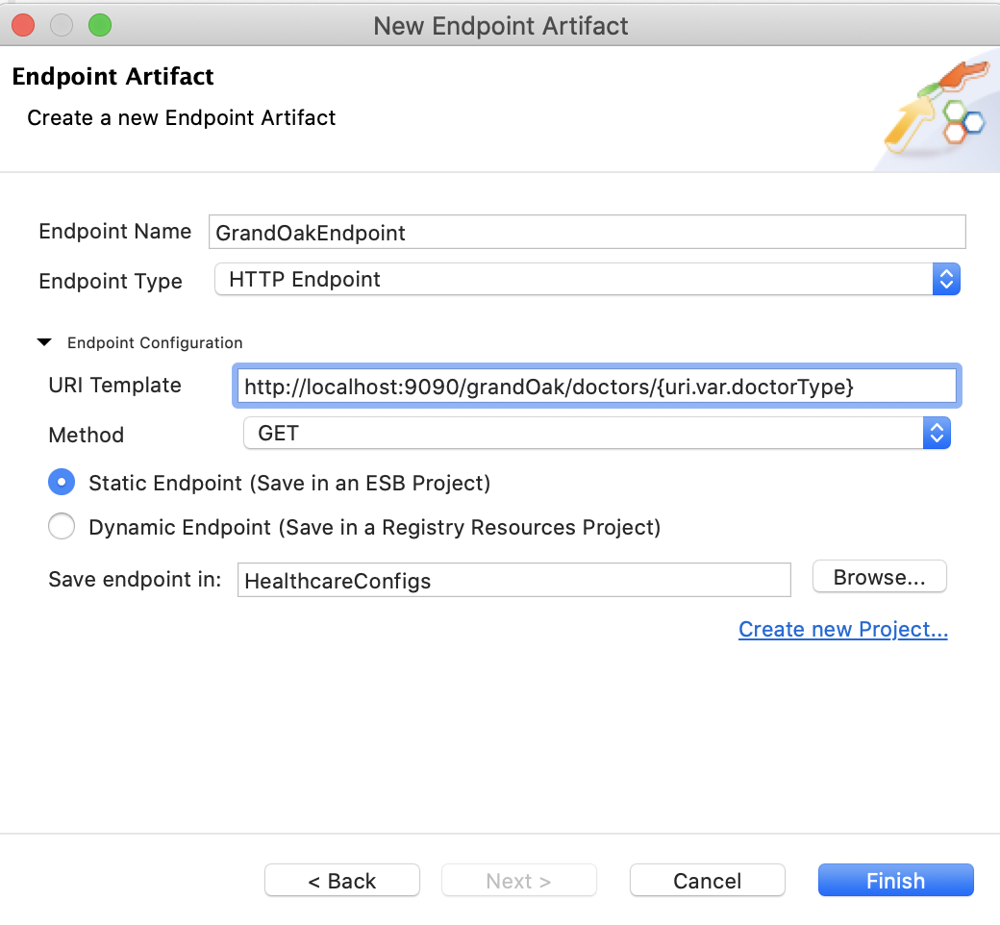 New Endpoint Artifact
Endpoint Artifact
Create a new Endpoint Artifact
Endpoint Name GrandOakEndpoint
Endpoint Type HTTP Endpoint
Endpoint Configuration
URI Template http://localhost:9090/grandOak/doctors/{uri.var.doctorType}
Method GET
Static Endpoint (Save in an ESB Project)
Dynamic Endpoint (Save in a Registry Resources Project)
Save endpoint in: HealthcareConfigs Browse...
Create new Project...
< Back Next > Cancel Finish